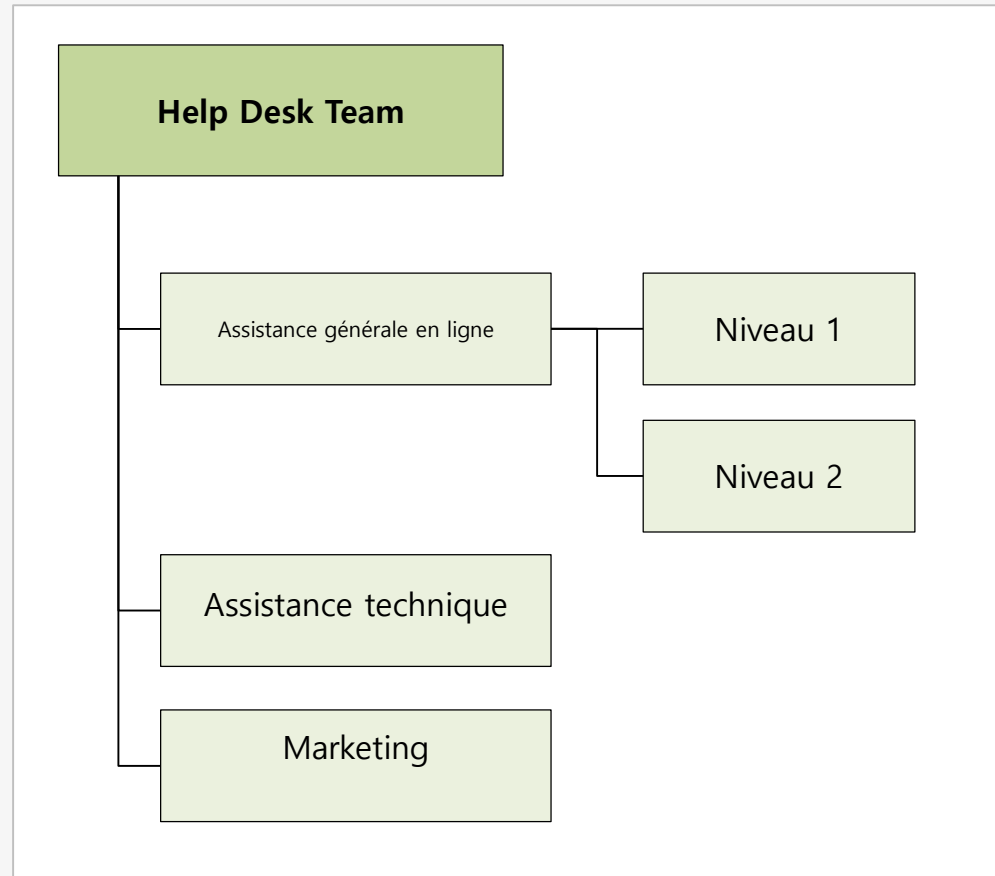 Help Desk Team
Assistance générale en ligne
Niveau 1
Niveau 2
Assistance technique
Marketing